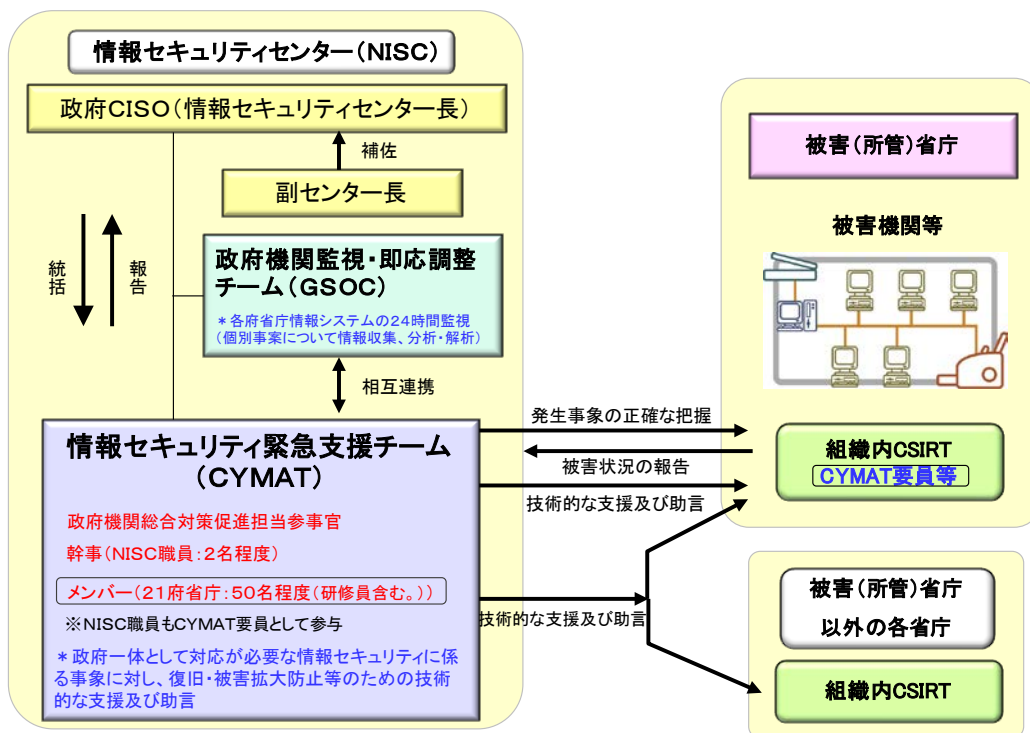 情報セキュリティセンター(NISC)
政府CISO(情報セキュリティセンター長)
補佐
副センター長
統括
報告
政府機関監視・即応調整
チーム(GSOC)
*各府省庁情報システムの24時間監視
(個別事案について情報収集、分析・解析)
相互連携
情報セキュリティ緊急支援チーム
(CYMAT)
政府機関総合対策促進担当参事官
幹事(NISC職員:2名程度)
メンバー(21府省庁:50名程度(研修員含む。))
※NISC職員もCYMAT要員として参与
*政府一体として対応が必要な情報セキュリティに係
る事象に対し、復旧・被害拡大防止等のための技術
的な支援及び助言
発生事象の正確な把握
被害状況の報告
技術的な支援及び助言
技術的な支援及び助言
被害(所管)省庁
被害機関等
組織内CSIRT
CYMAT要員等
被害(所管)省庁
以外の各省庁
組織内CSIRT